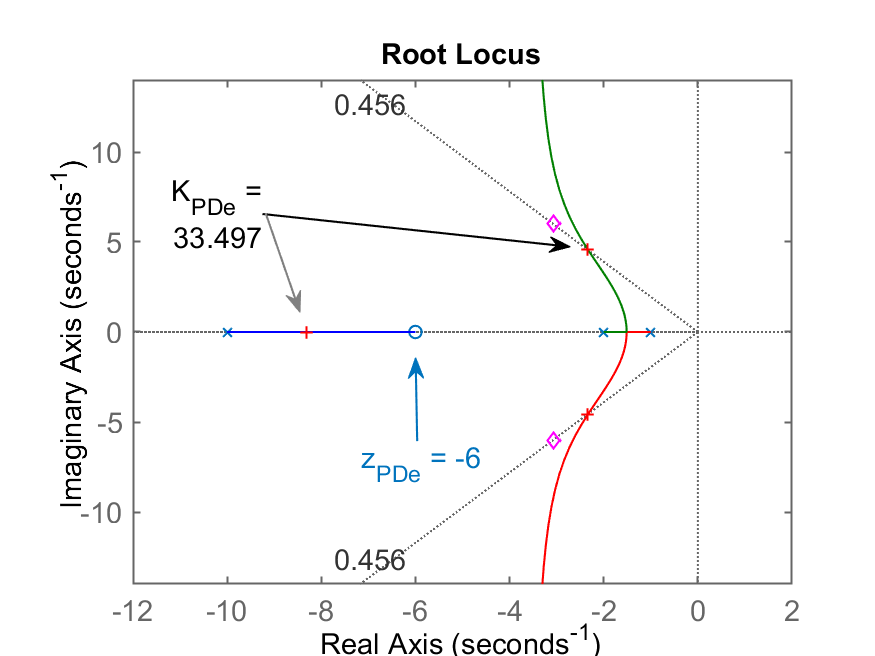 Root Locus
0.456
K_PDe =
33.497
z_PDe = -6
0.456
10
5
0
-5
-10
Imaginary Axis (seconds^-1)
-12 -10 -8 -6 -4 -2 0 2
Real Axis (seconds^-1)